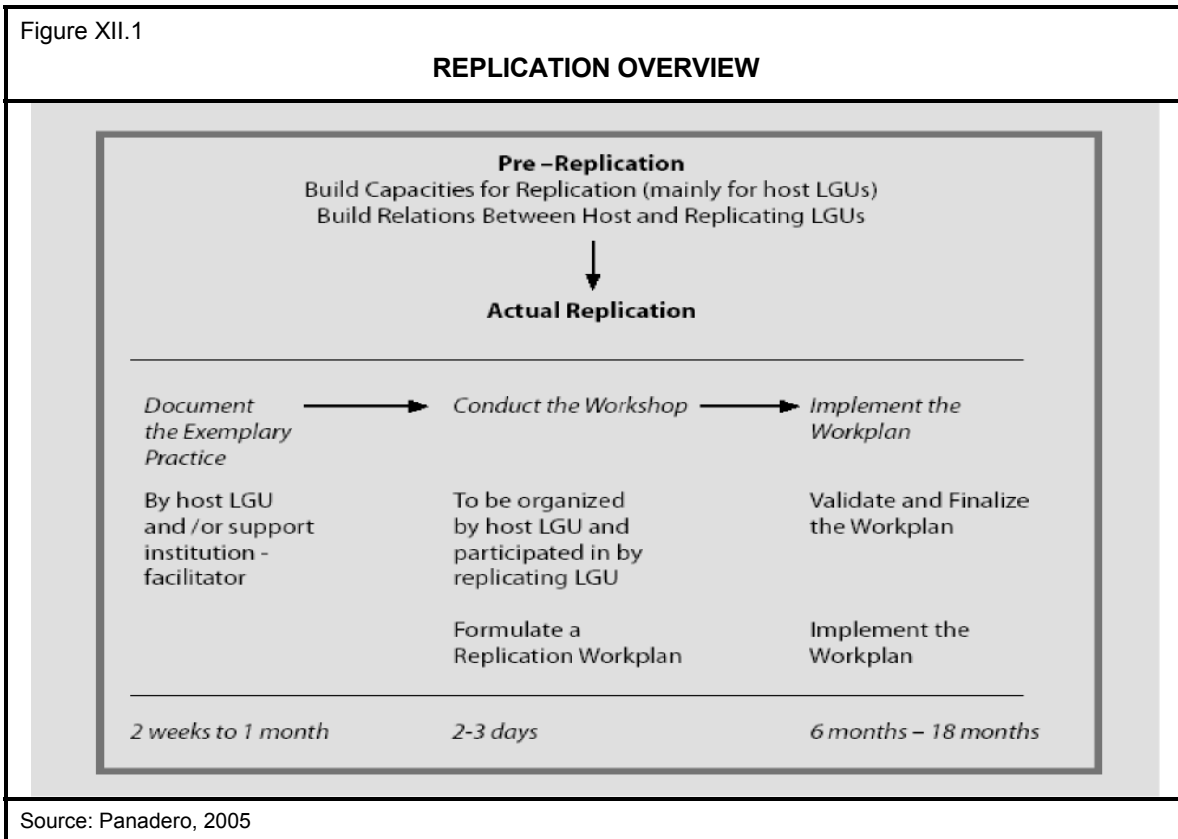 Figure XII.1
REPLICATION OVERVIEW
Pre –Replication
Build Capacities for Replication (mainly for host LGUs)
Build Relations Between Host and Replicating LGUs
Actual Replication
Document
the Exemplary
Practice
Conduct the Workshop
Implement the
Workplan
By host LGU
and /or support
institution -
facilitator
To be organized
by host LGU and
participated in by
replicating LGU
Validate and Finalize
the Workplan
Formulate a
Replication Workplan
Implement the
Workplan
2 weeks to 1 month
2-3 days
6 months – 18 months
Source: Panadero, 2005